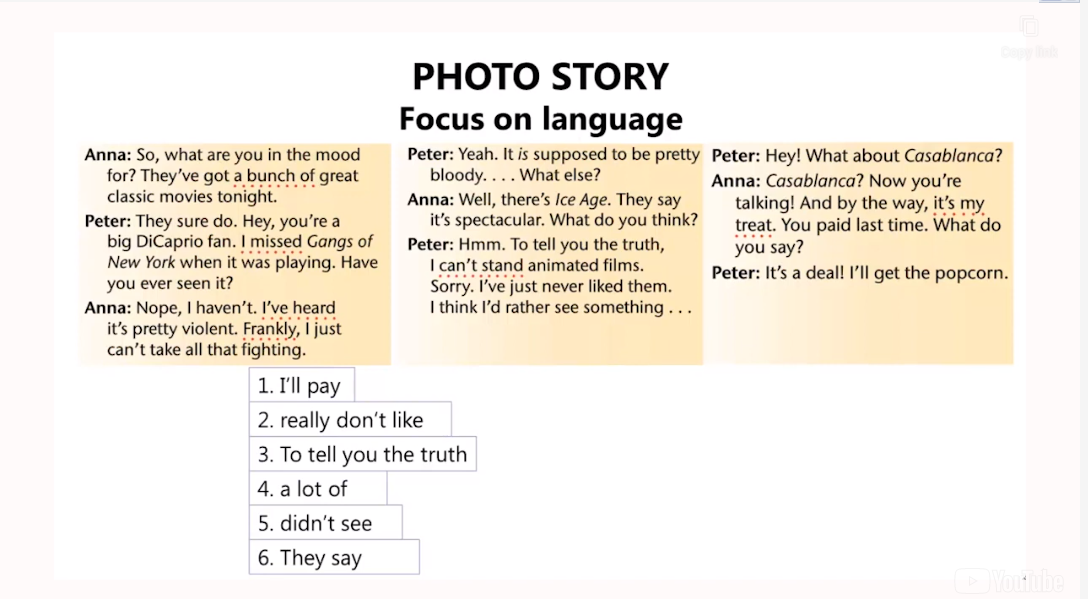 PHOTO STORY
Focus on language
Anna: So, what are you in the mood
for? They've got a bunch of great
classic movies tonight.
Peter: They sure do. Hey, you're a
big DiCaprio fan. I missed Gangs of
New York when it was playing. Have
you ever seen it?
Anna: Nope, I haven't. I've heard
it's pretty violent. Frankly, I just
can't take all that fighting.
Peter: Yeah. It is supposed to be pretty
bloody. . . . What else?
Anna: Well, there's Ice Age. They say
it's spectacular. What do you think?
Peter: Hmm. To tell you the truth,
I can't stand animated films.
Sorry. I've just never liked them.
I think I'd rather see something . . .
Peter: Hey! What about Casablanca?
Anna: Casablanca? Now you're
talking! And by the way, it's my
treat. You paid last time. What do
you say?
Peter: It's a deal! I'll get the popcorn.
1. I'll pay
2. really don't like
3. To tell you the truth
4. a lot of
5. didn't see
6. They say
Copy link
YouTube